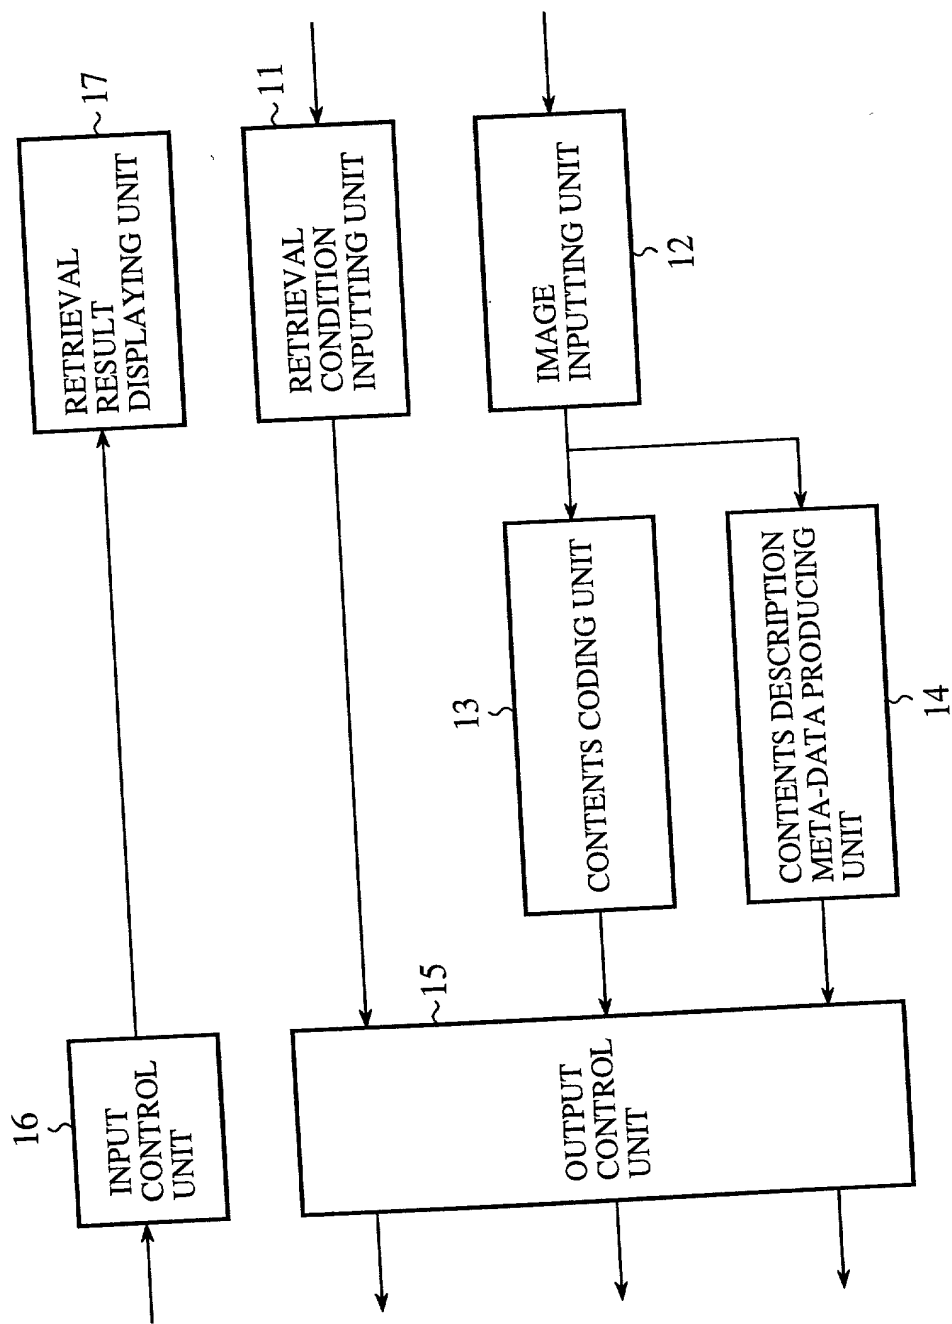 17
RETRIEVAL
RESULT
DISPLAYING UNIT
11
RETRIEVAL
CONDITION
INPUTTING UNIT
IMAGE
INPUTTING UNIT
12
13
CONTENTS CODING UNIT
CONTENTS DESCRIPTION
META-DATA PRODUCING
UNIT
14
15
OUTPUT
CONTROL
UNIT
16
INPUT
CONTROL
UNIT